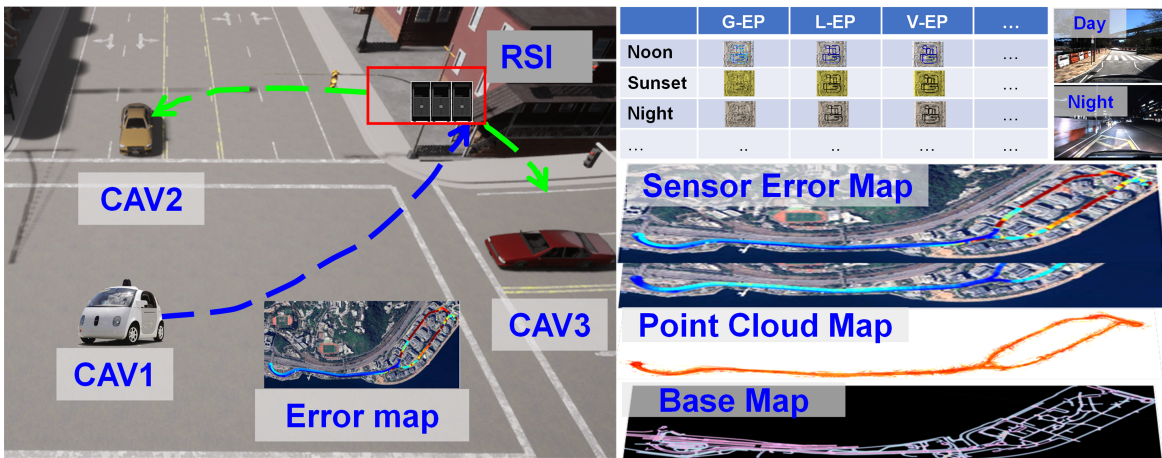 RSI
CAV2
CAV1
CAV3
Error map
G-EP L-EP V-EP ...
Noon ...
Sunset ...
Night ...
... .. .. ...
Day
Night
Sensor Error Map
Point Cloud Map
Base Map